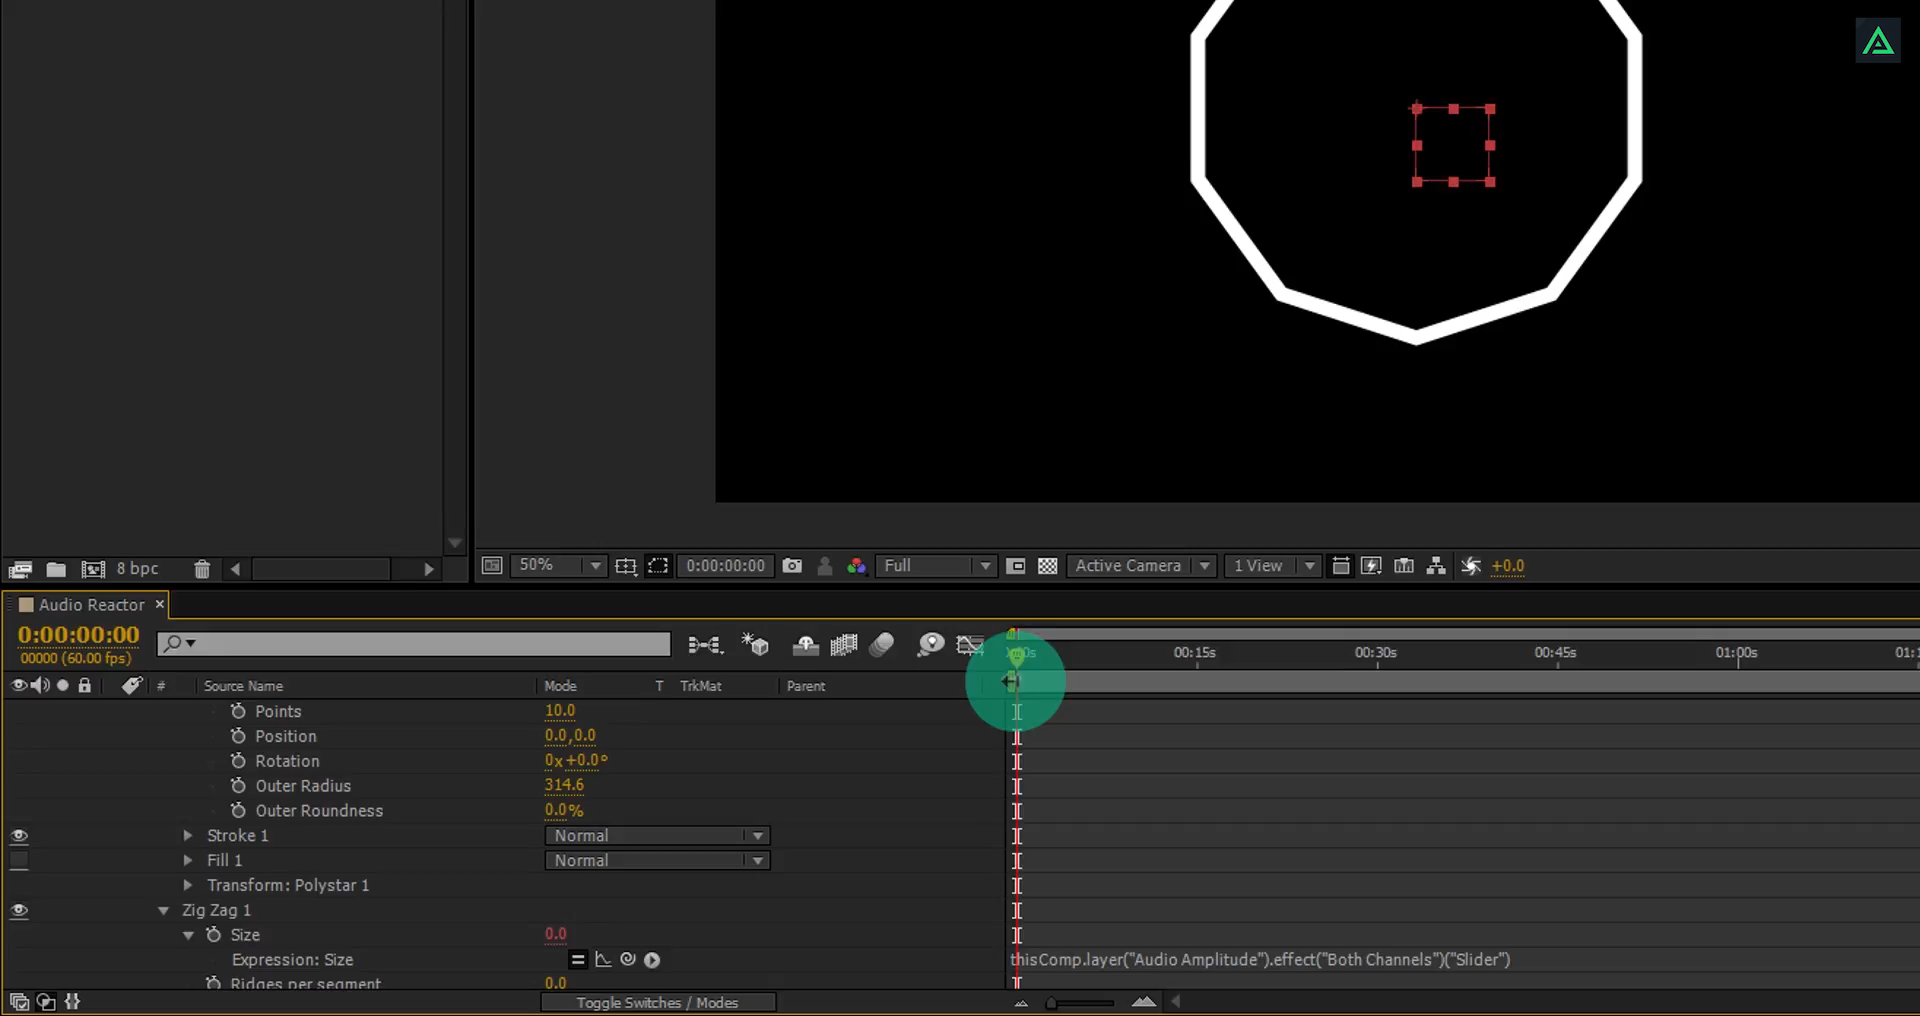 8 bpc
50%
0:00:00:00
Full
Active Camera
1 View
+0.0
Audio Reactor ×
0:00:00:00
00000 (60.00 fps)
00:15s
00:30s
00:45s
01:00s
# Source Name Mode T TrkMat Parent
Points 10.0
Position 0.0,0.0
Rotation 0x+0.0°
Outer Radius 314.6
Outer Roundness 0.0%
Stroke 1 Normal
Fill 1 Normal
Transform: Polystar 1
Zig Zag 1
Size 0.0
Expression: Size thisComp.layer("Audio Amplitude").effect("Both Channels")("Slider")
Ridges per segment 0.0
Toggle Switches / Modes